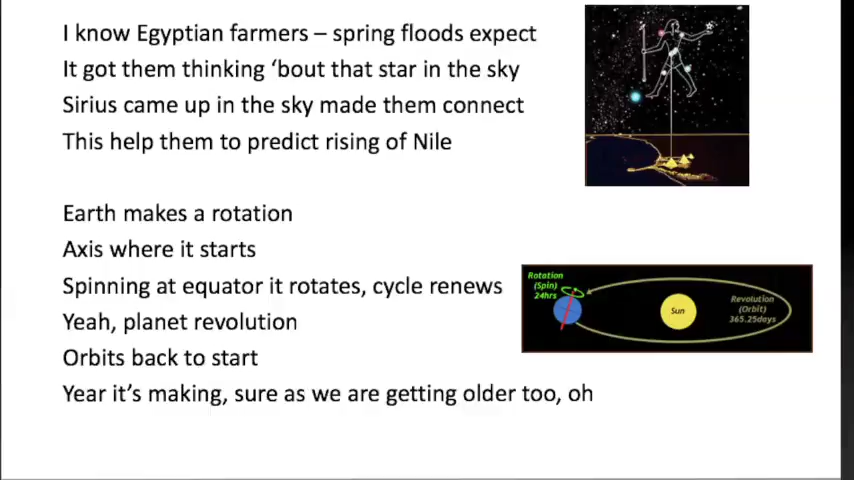 I know Egyptian farmers – spring floods expect
It got them thinking ‘bout that star in the sky
Sirius came up in the sky made them connect
This help them to predict rising of Nile
Earth makes a rotation
Axis where it starts
Spinning at equator it rotates, cycle renews
Yeah, planet revolution
Orbits back to start
Year it’s making, sure as we are getting older too, oh
Rotation
(Spin)
24hrs
Sun
Revolution
(Orbit)
365.25days